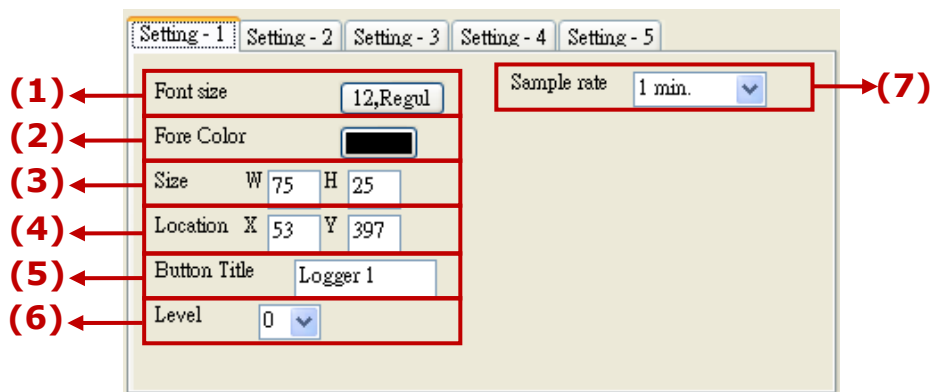 Setting - 1 Setting - 2 Setting - 3 Setting - 4 Setting - 5
(1) Font size 12,Regul Sample rate 1 min. (7)
(2) Fore Color
(3) Size W 75 H 25
(4) Location X 53 Y 397
(5) Button Title Logger 1
(6) Level 0